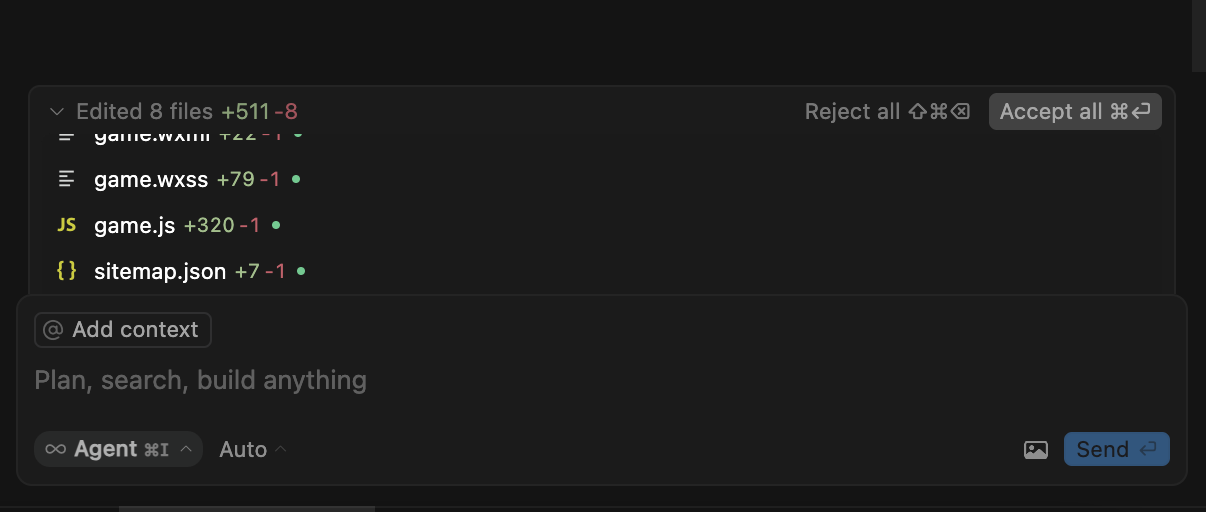 Edited 8 files +511 -8 Reject all ⇧⌘⌫ Accept all ⌘⏎
game.wxml +22 -1
game.wxss +79 -1
JS game.js +320 -1
{} sitemap.json +7 -1
@ Add context
Plan, search, build anything
∞ Agent ⌘I Auto Send ⏎